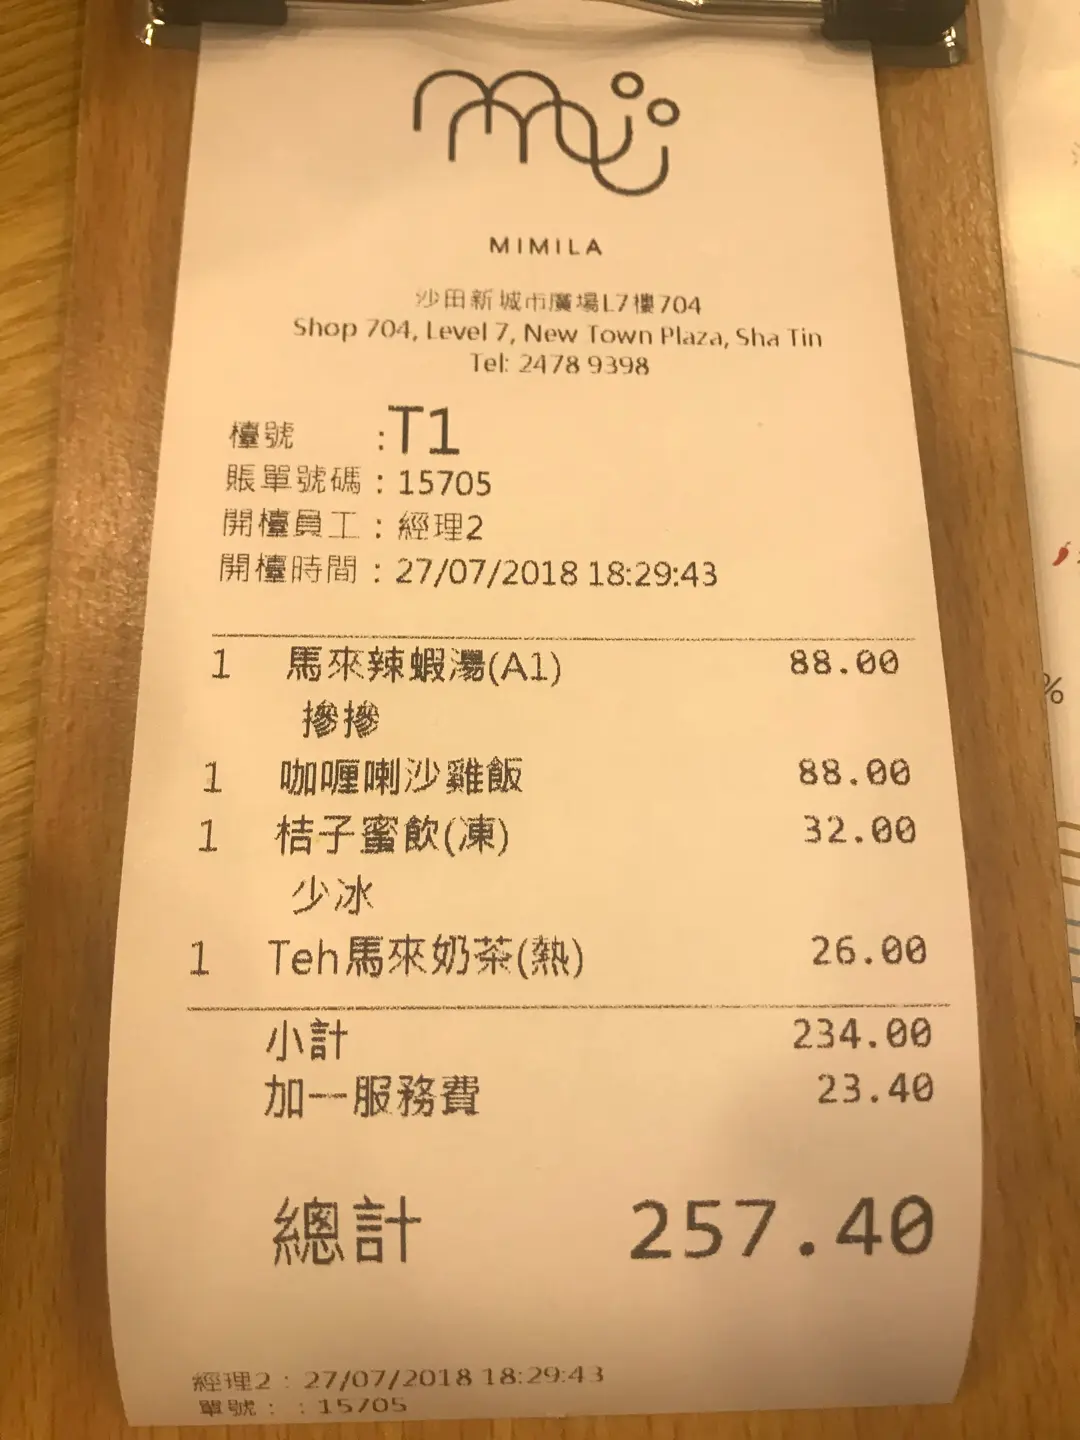 MIMILA
沙田新城市廣場L7樓704
Shop 704, Level 7, New Town Plaza, Sha Tin
Tel: 2478 9398
檯號 :T1
賬單號碼 : 15705
開檯員工 : 經理2
開檯時間 : 27/07/2018 18:29:43
1 馬來辣蝦湯(A1) 88.00
摻摻
1 咖喱喇沙雞飯 88.00
1 桔子蜜飲(凍) 32.00
少冰
1 Teh馬來奶茶(熱) 26.00
小計 234.00
加一服務費 23.40
總計 257.40
經理2 : 27/07/2018 18:29:43
單號 : : 15705
%